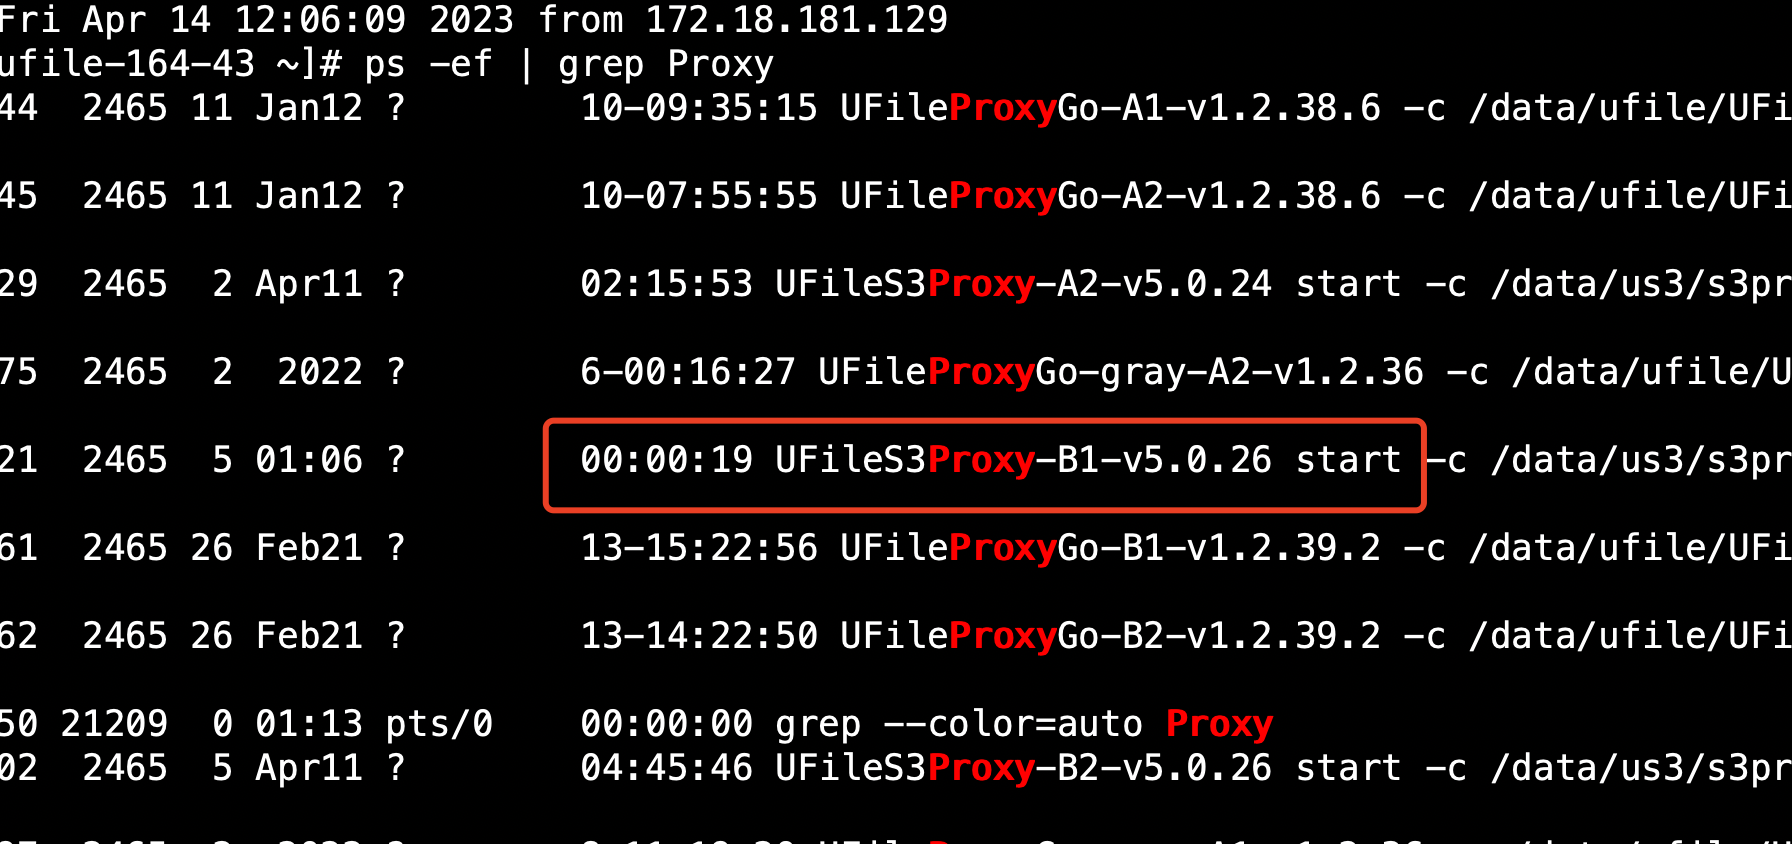 Fri Apr 14 12:06:09 2023 from 172.18.181.129
ufile-164-43 ~]# ps -ef | grep Proxy
44 2465 11 Jan12 ? 10-09:35:15 UFileProxyGo-A1-v1.2.38.6 -c /data/ufile/UFi
45 2465 11 Jan12 ? 10-07:55:55 UFileProxyGo-A2-v1.2.38.6 -c /data/ufile/UFi
29 2465 2 Apr11 ? 02:15:53 UFileS3Proxy-A2-v5.0.24 start -c /data/us3/s3pr
75 2465 2 2022 ? 6-00:16:27 UFileProxyGo-gray-A2-v1.2.36 -c /data/ufile/U
21 2465 5 01:06 ? 00:00:19 UFileS3Proxy-B1-v5.0.26 start -c /data/us3/s3pr
61 2465 26 Feb21 ? 13-15:22:56 UFileProxyGo-B1-v1.2.39.2 -c /data/ufile/UFi
62 2465 26 Feb21 ? 13-14:22:50 UFileProxyGo-B2-v1.2.39.2 -c /data/ufile/UFi
50 21209 0 01:13 pts/0 00:00:00 grep --color=auto Proxy
02 2465 5 Apr11 ? 04:45:46 UFileS3Proxy-B2-v5.0.26 start -c /data/us3/s3pr